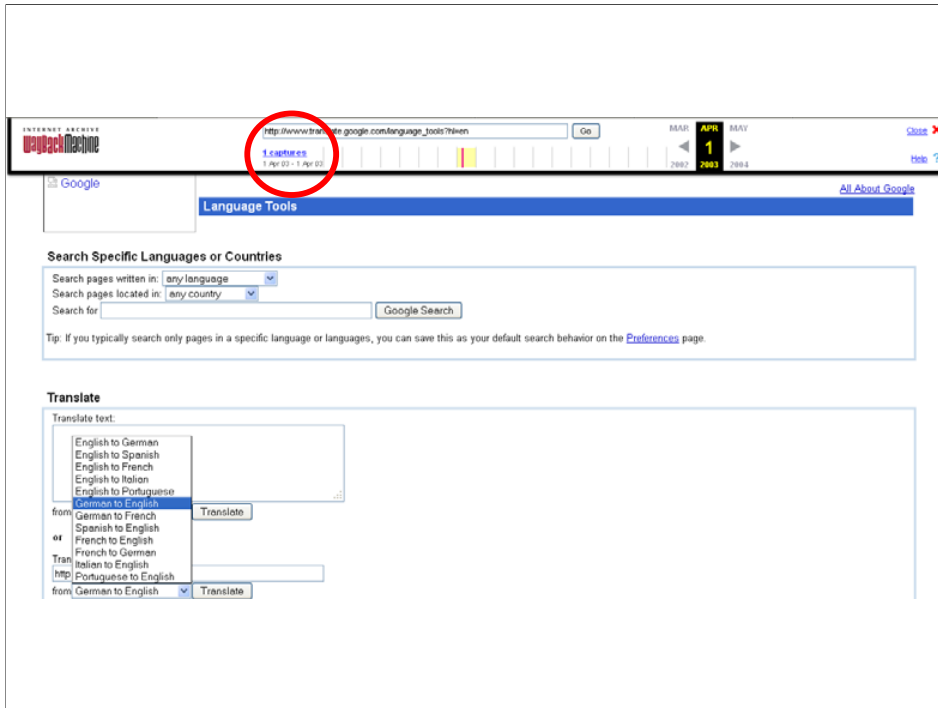 INTERNET ARCHIVE
WayBackMachine
http://www.translate.google.com/language_tools?hl=en
Go
1 captures
1 Apr 03 - 1 Apr 03
MAR APR MAY
1
2002 2003 2004
Close
Help ?
Google
All About Google
Language Tools
Search Specific Languages or Countries
Search pages written in: any language
Search pages located in: any country
Search for Google Search
Tip: If you typically search only pages in a specific language or languages, you can save this as your default search behavior on the Preferences page.
Translate
Translate text:
English to German
English to Spanish
English to French
English to Italian
English to Portuguese
German to English
from German to French Translate
Spanish to English
or French to English
French to German
Tran Italian to English
http Portuguese to English
from German to English Translate